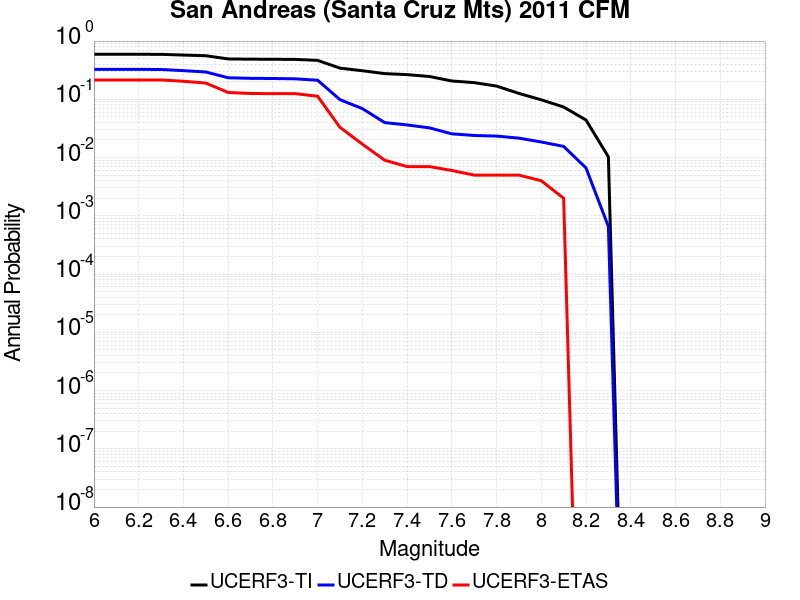 San Andreas (Santa Cruz Mts) 2011 CFM
10^0
10^-1
10^-2
10^-3
10^-4
10^-5
10^-6
10^-7
10^-8
Annual Probability
6 6.2 6.4 6.6 6.8 7 7.2 7.4 7.6 7.8 8 8.2 8.4 8.6 8.8 9
Magnitude
UCERF3-TI UCERF3-TD UCERF3-ETAS